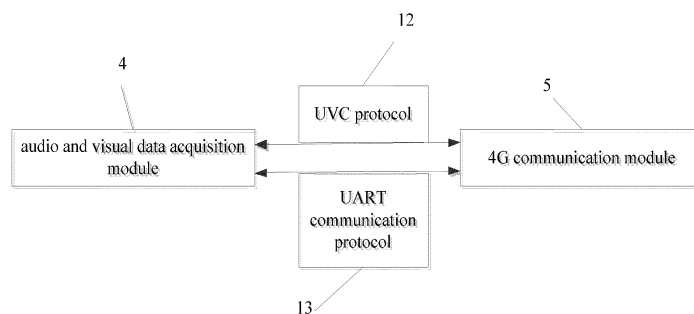 12
4
5
UVC protocol
audio and visual data acquisition
module
4G communication module
UART
communication
protocol
13